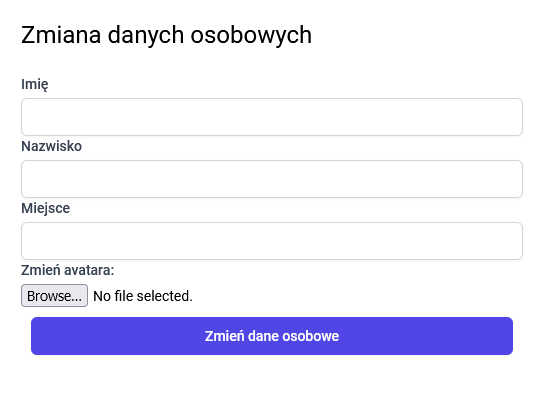 Zmiana danych osobowych
Imię
Nazwisko
Miejsce
Zmień avatara:
Browse... No file selected.
Zmień dane osobowe